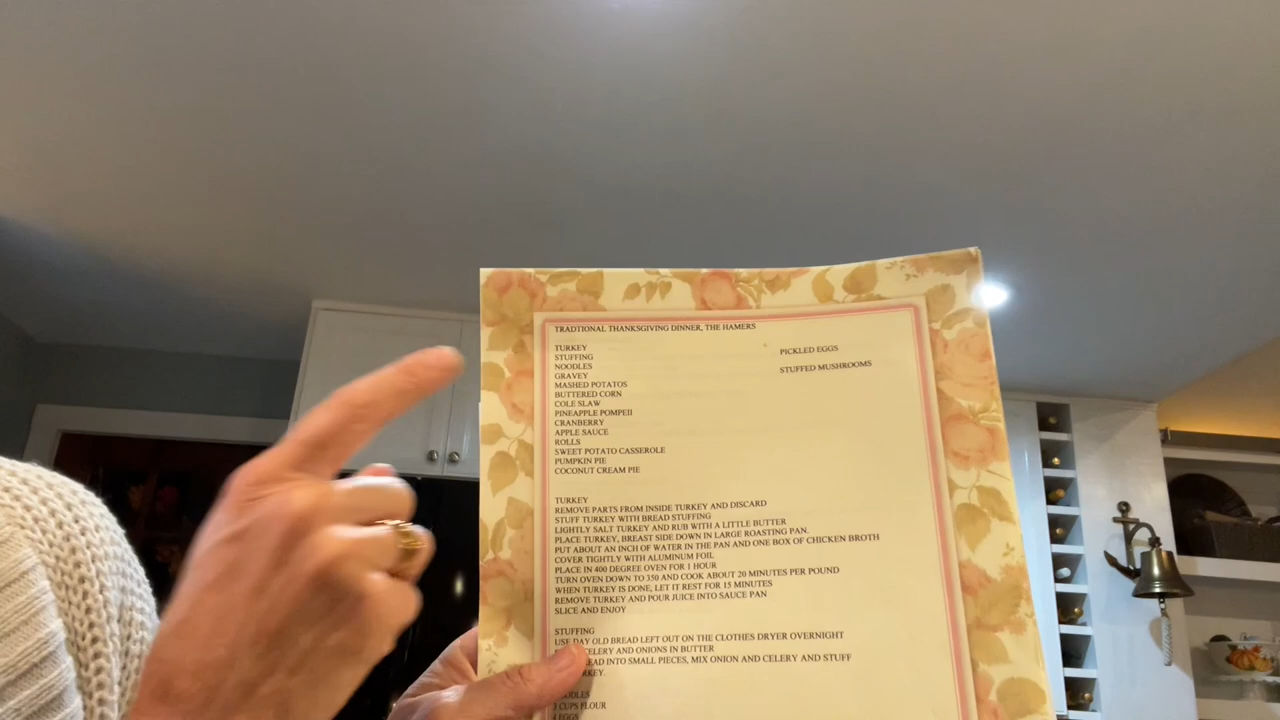 TRADTIONAL THANKSGIVING DINNER, THE HAMERS
TURKEY
STUFFING
NOODLES
GRAVEY
MASHED POTATOS
BUTTERED CORN
COLE SLAW
PINEAPPLE POMPEII
CRANBERRY
APPLE SAUCE
ROLLS
SWEET POTATO CASSEROLE
PUMPKIN PIE
COCONUT CREAM PIE
PICKLED EGGS
STUFFED MUSHROOMS
TURKEY
REMOVE PARTS FROM INSIDE TURKEY AND DISCARD
STUFF TURKEY WITH BREAD STUFFING
LIGHTLY SALT TURKEY AND RUB WITH A LITTLE BUTTER
PLACE TURKEY, BREAST SIDE DOWN IN LARGE ROASTING PAN.
PUT ABOUT AN INCH OF WATER IN THE PAN AND ONE BOX OF CHICKEN BROTH
COVER TIGHTLY WITH ALUMINUM FOIL
PLACE IN 400 DEGREE OVEN FOR 1 HOUR
TURN OVEN DOWN TO 350 AND COOK ABOUT 20 MINUTES PER POUND
WHEN TURKEY IS DONE, LET IT REST FOR 15 MINUTES
REMOVE TURKEY AND POUR JUICE INTO SAUCE PAN
SLICE AND ENJOY
STUFFING
USE DAY OLD BREAD LEFT OUT ON THE CLOTHES DRYER OVERNIGHT
CELERY AND ONIONS IN BUTTER
INTO SMALL PIECES, MIX ONION AND CELERY AND STUFF
CUPS FLOUR
EGGS